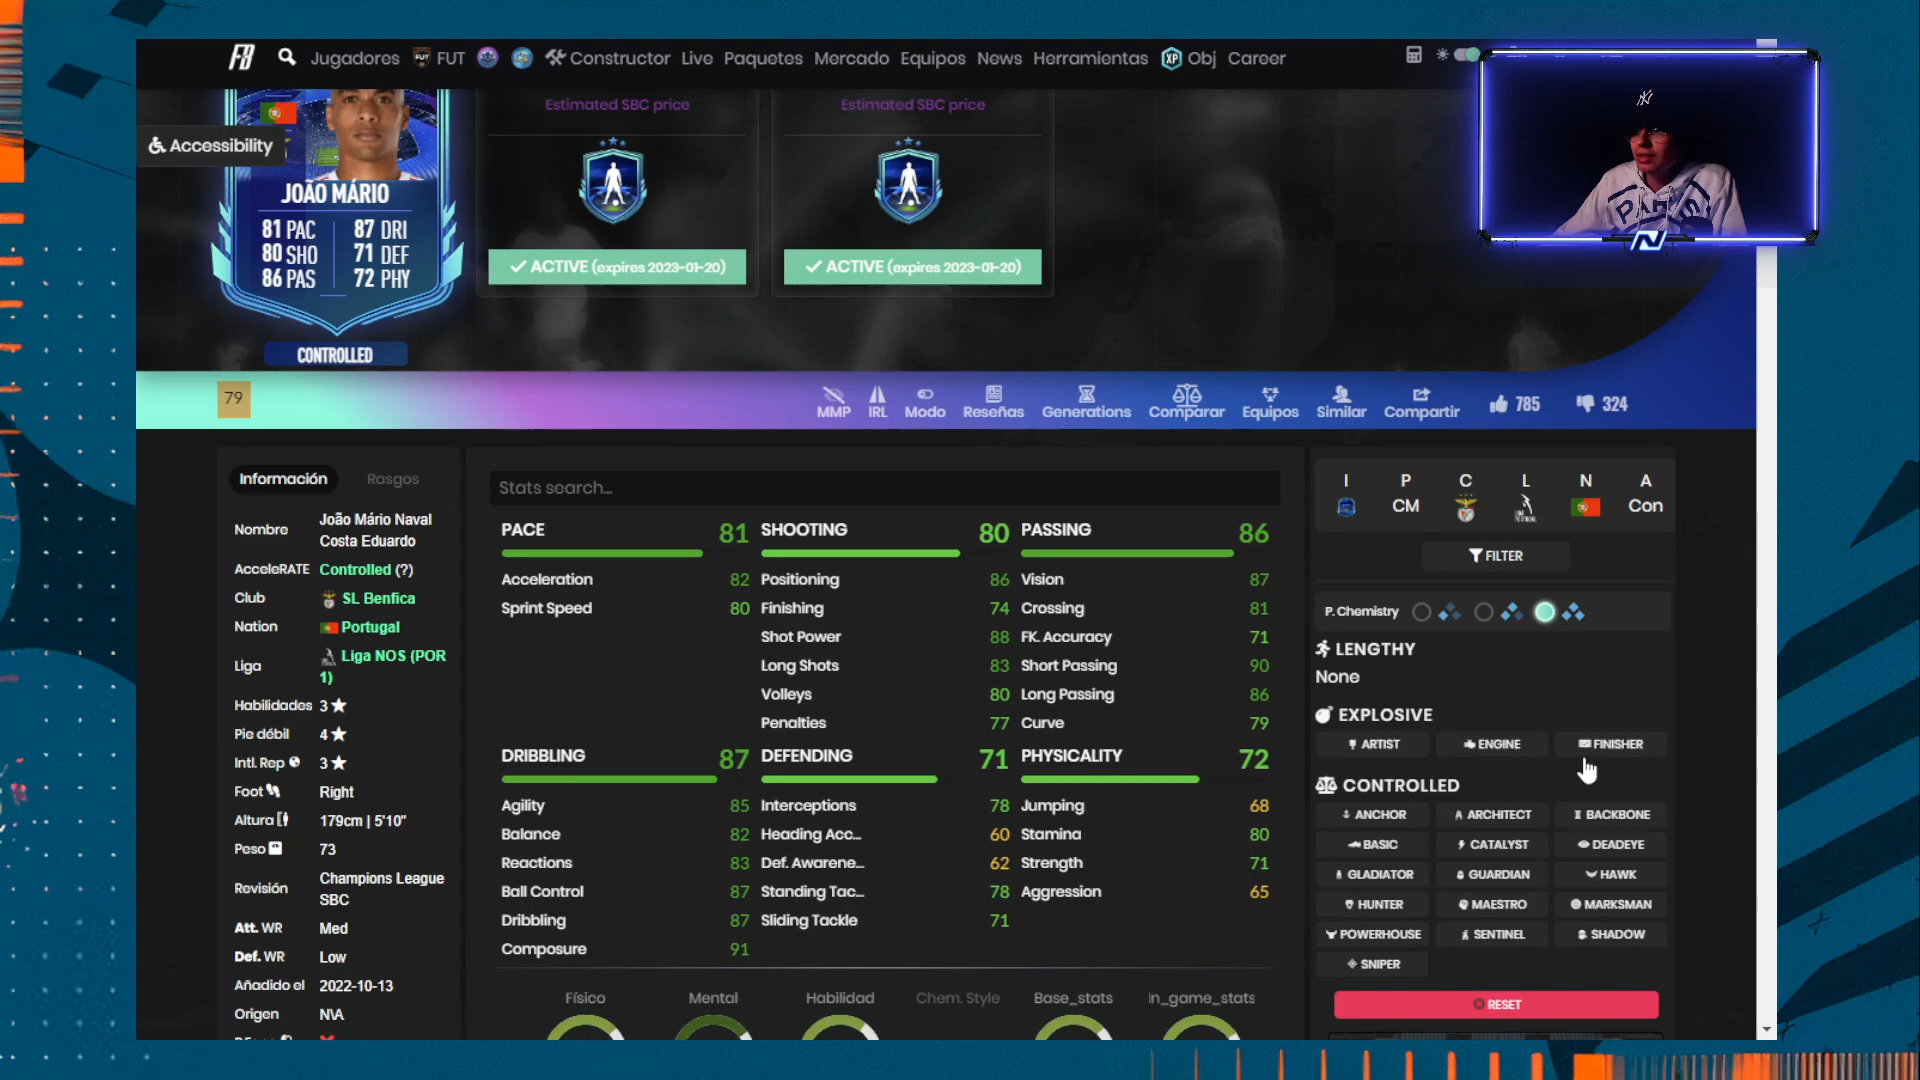 Jugadores FUT Constructor Live Paquetes Mercado Equipos News Herramientas XP Obj Career
Accessibility
JOÃO MÁRIO
81 PAC 87 DRI
80 SHO 71 DEF
86 PAS 72 PHY
CONTROLLED
Estimated SBC price
ACTIVE (expires 2023-01-20)
Estimated SBC price
ACTIVE (expires 2023-01-20)
PARIS
79
MMP IRL Modo Reseñas Generations Comparar Equipos Similar Compartir 785 324
Información Rasgos
Nombre João Mário Naval
Costa Eduardo
AcceleRATE Controlled (?)
Club SL Benfica
Nation Portugal
Liga Liga NOS (POR
1)
Habilidades 3
Pie débil 4
Intl. Rep 3
Foot Right
Altura 179cm | 5'10"
Peso 73
Revisión Champions League
SBC
Att. WR Med
Def. WR Low
Añadido el 2022-10-13
Origen N\A
Stats search...
PACE 81
Acceleration 82
Sprint Speed 80
SHOOTING 80
Positioning 86
Finishing 74
Shot Power 88
Long Shots 83
Volleys 80
Penalties 77
PASSING 86
Vision 87
Crossing 81
FK. Accuracy 71
Short Passing 90
Long Passing 86
Curve 79
DRIBBLING 87
Agility 85
Balance 82
Reactions 83
Ball Control 87
Dribbling 87
Composure 91
DEFENDING 71
Interceptions 78
Heading Acc... 60
Def. Awarene... 62
Standing Tac... 78
Sliding Tackle 71
PHYSICALITY 72
Jumping 68
Stamina 80
Strength 71
Aggression 65
Físico Mental Habilidad Chem. Style Base_stats In_game_stats
I P C L N A
CM Con
FILTER
P. Chemistry
LENGTHY
None
EXPLOSIVE
ARTIST ENGINE FINISHER
CONTROLLED
ANCHOR ARCHITECT BACKBONE
BASIC CATALYST DEADEYE
GLADIATOR GUARDIAN HAWK
HUNTER MAESTRO MARKSMAN
POWERHOUSE SENTINEL SHADOW
SNIPER
RESET